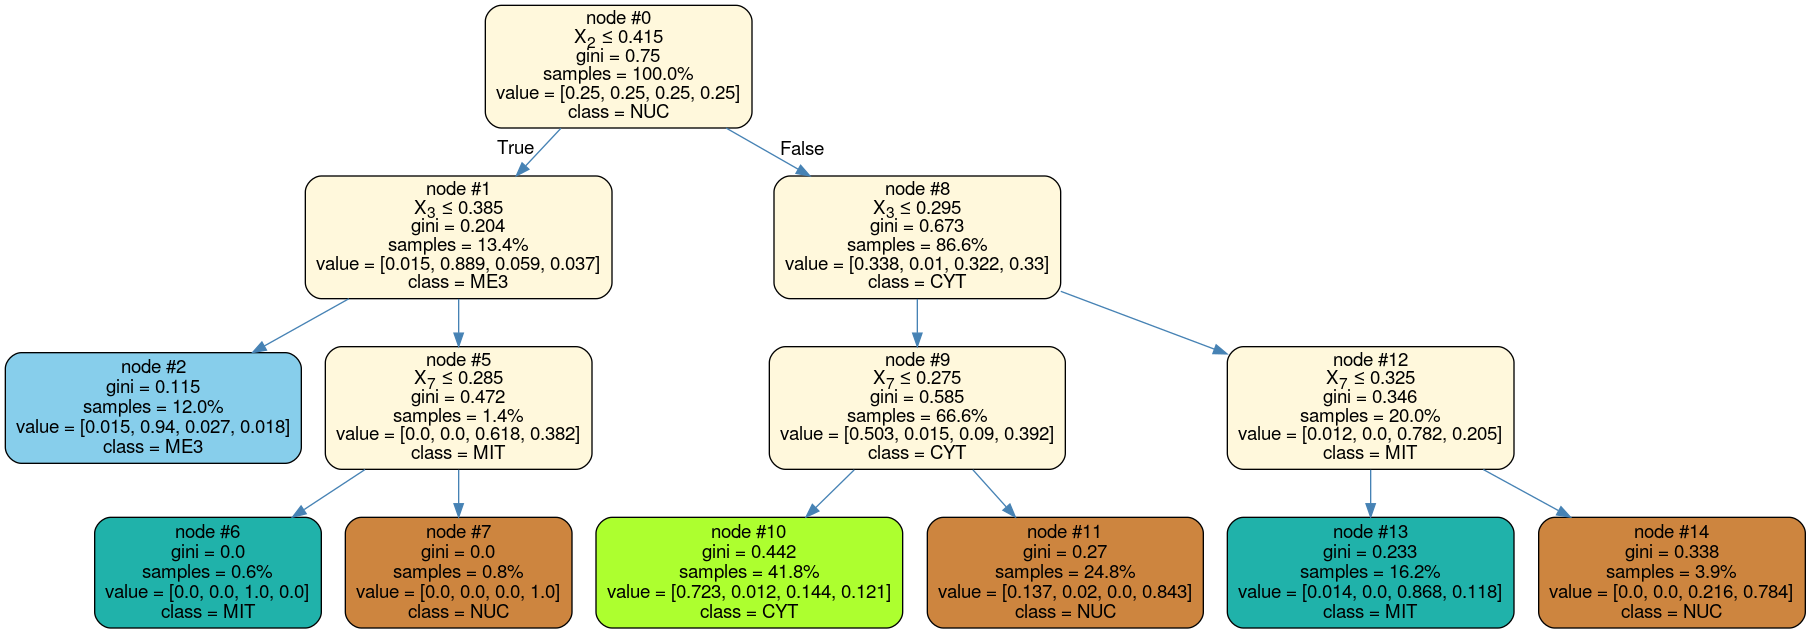 node #0
X2 ≤ 0.415
gini = 0.75
samples = 100.0%
value = [0.25, 0.25, 0.25, 0.25]
class = NUC
True
False
node #1
X3 ≤ 0.385
gini = 0.204
samples = 13.4%
value = [0.015, 0.889, 0.059, 0.037]
class = ME3
node #8
X3 ≤ 0.295
gini = 0.673
samples = 86.6%
value = [0.338, 0.01, 0.322, 0.33]
class = CYT
node #2
gini = 0.115
samples = 12.0%
value = [0.015, 0.94, 0.027, 0.018]
class = ME3
node #5
X7 ≤ 0.285
gini = 0.472
samples = 1.4%
value = [0.0, 0.0, 0.618, 0.382]
class = MIT
node #9
X7 ≤ 0.275
gini = 0.585
samples = 66.6%
value = [0.503, 0.015, 0.09, 0.392]
class = CYT
node #12
X7 ≤ 0.325
gini = 0.346
samples = 20.0%
value = [0.012, 0.0, 0.782, 0.205]
class = MIT
node #6
gini = 0.0
samples = 0.6%
value = [0.0, 0.0, 1.0, 0.0]
class = MIT
node #7
gini = 0.0
samples = 0.8%
value = [0.0, 0.0, 0.0, 1.0]
class = NUC
node #10
gini = 0.442
samples = 41.8%
value = [0.723, 0.012, 0.144, 0.121]
class = CYT
node #11
gini = 0.27
samples = 24.8%
value = [0.137, 0.02, 0.0, 0.843]
class = NUC
node #13
gini = 0.233
samples = 16.2%
value = [0.014, 0.0, 0.868, 0.118]
class = MIT
node #14
gini = 0.338
samples = 3.9%
value = [0.0, 0.0, 0.216, 0.784]
class = NUC